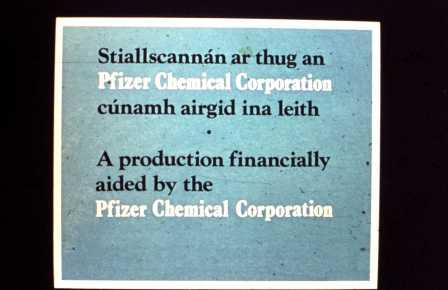 Stiallscannán ar thug an
Pfizer Chemical Corporation
cúnamh airgid ina leith
•
A production financially
aided by the
Pfizer Chemical Corporation